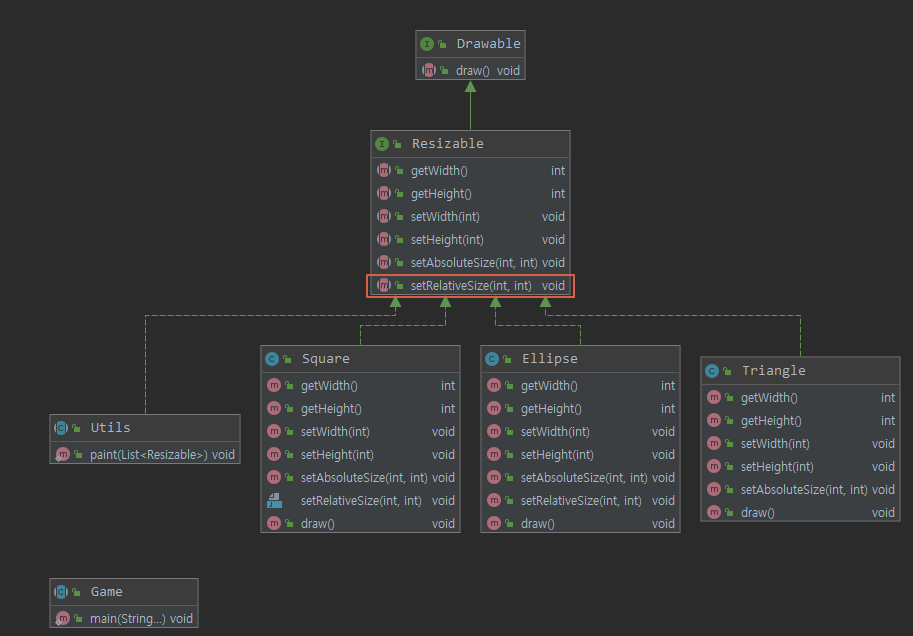 Drawable
draw() void
Resizable
getWidth() int
getHeight() int
setWidth(int) void
setHeight(int) void
setAbsoluteSize(int, int) void
setRelativeSize(int, int) void
Utils
paint(List<Resizable>) void
Square
getWidth() int
getHeight() int
setWidth(int) void
setHeight(int) void
setAbsoluteSize(int, int) void
setRelativeSize(int, int) void
draw() void
Ellipse
getWidth() int
getHeight() int
setWidth(int) void
setHeight(int) void
setAbsoluteSize(int, int) void
setRelativeSize(int, int) void
draw() void
Triangle
getWidth() int
getHeight() int
setWidth(int) void
setHeight(int) void
setAbsoluteSize(int, int) void
draw() void
Game
main(String...) void